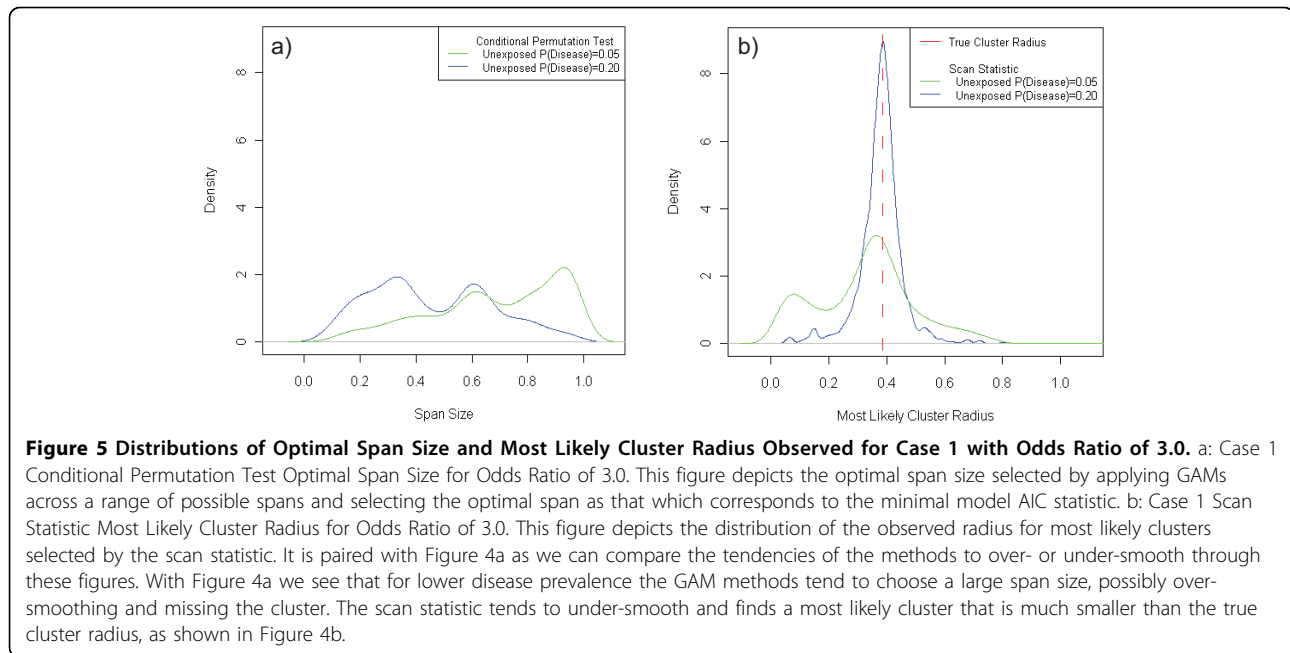 a)
Conditional Permutation Test
Unexposed P(Disease)=0.05
Unexposed P(Disease)=0.20
Density
0 2 4 6 8
0.0 0.2 0.4 0.6 0.8 1.0
Span Size
b)
True Cluster Radius
Scan Statistic
Unexposed P(Disease)=0.05
Unexposed P(Disease)=0.20
Density
0 2 4 6 8
0.0 0.2 0.4 0.6 0.8 1.0
Most Likely Cluster Radius
Figure 5 Distributions of Optimal Span Size and Most Likely Cluster Radius Observed for Case 1 with Odds Ratio of 3.0. a: Case 1
Conditional Permutation Test Optimal Span Size for Odds Ratio of 3.0. This figure depicts the optimal span size selected by applying GAMs
across a range of possible spans and selecting the optimal span as that which corresponds to the minimal model AIC statistic. b: Case 1 Scan
Statistic Most Likely Cluster Radius for Odds Ratio of 3.0. This figure depicts the distribution of the observed radius for most likely clusters
selected by the scan statistic. It is paired with Figure 4a as we can compare the tendencies of the methods to over- or under-smooth through
these figures. With Figure 4a we see that for lower disease prevalence the GAM methods tend to choose a large span size, possibly over-
smoothing and missing the cluster. The scan statistic tends to under-smooth and finds a most likely cluster that is much smaller than the true
cluster radius, as shown in Figure 4b.